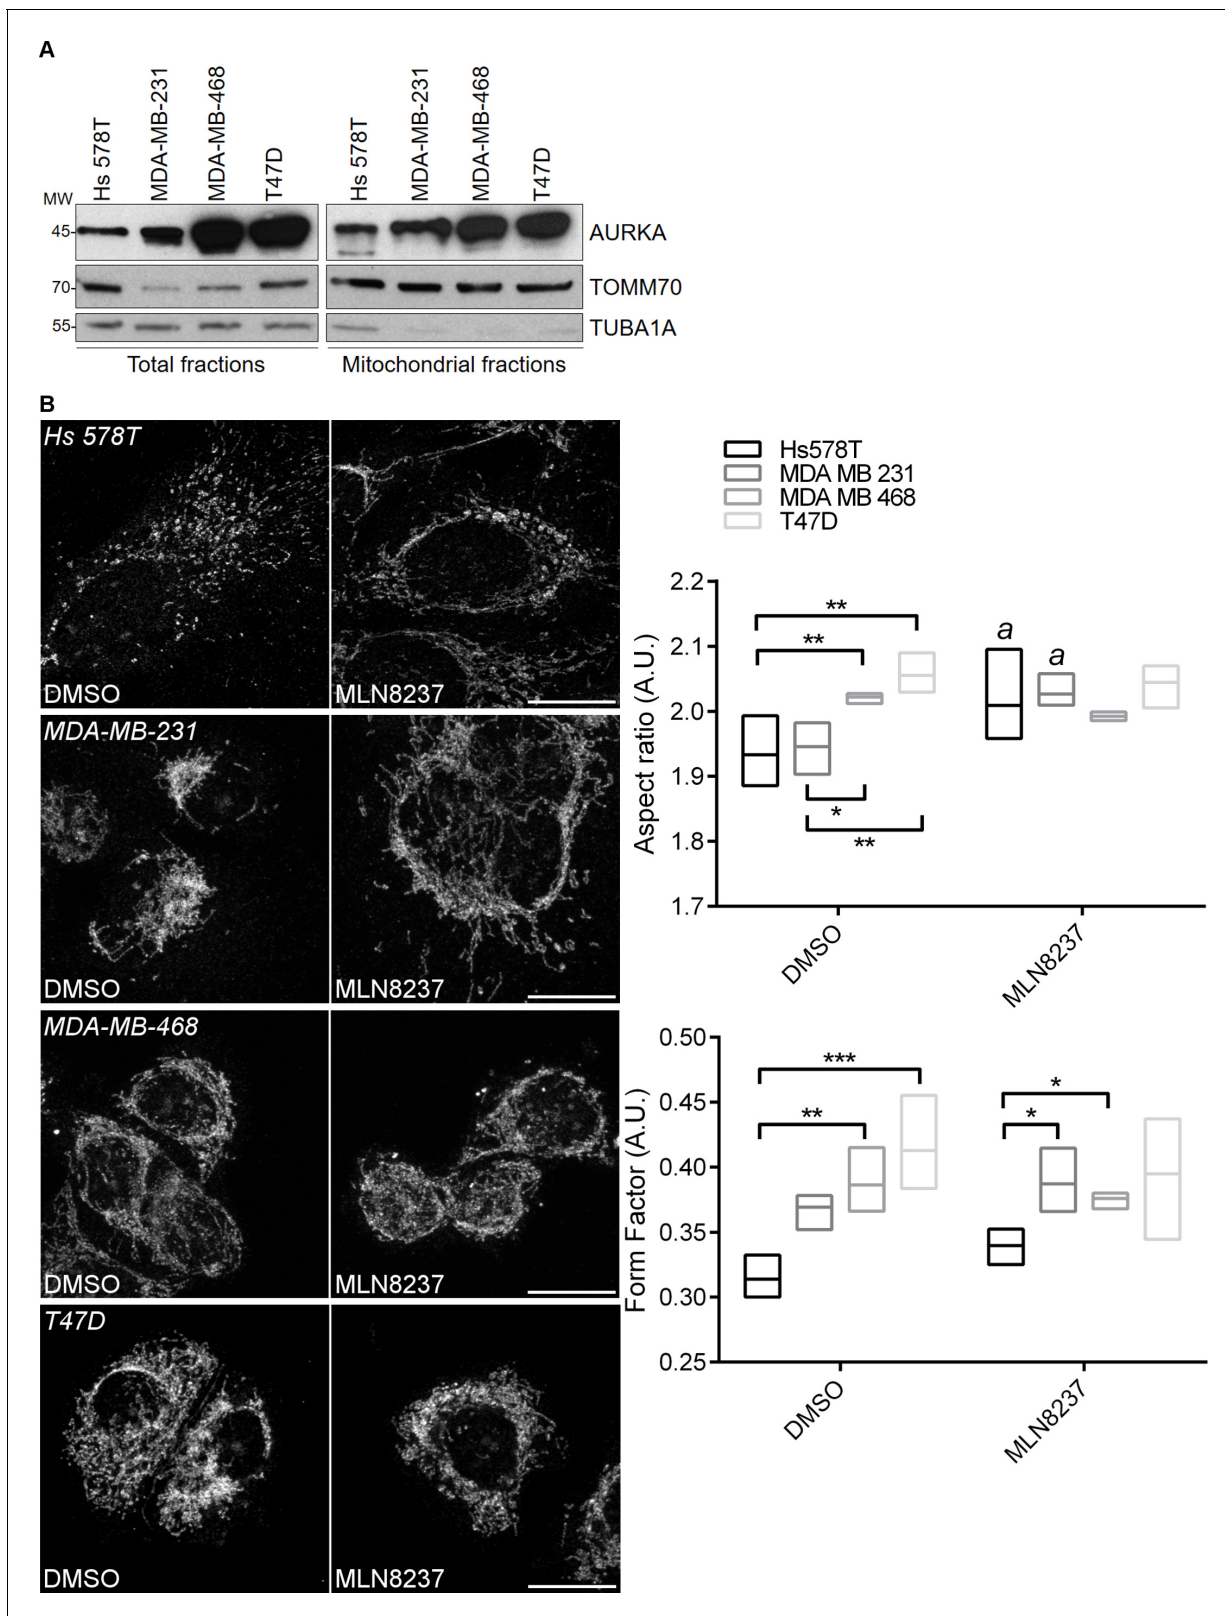 A
Hs 578T
MDA-MB-231
MDA-MB-468
T47D
Hs 578T
MDA-MB-231
MDA-MB-468
T47D
MW
45-
AURKA
70-
TOMM70
55-
TUBA1A
Total fractions
Mitochondrial fractions
B
Hs 578T
DMSO
MLN8237
MDA-MB-231
DMSO
MLN8237
MDA-MB-468
DMSO
MLN8237
T47D
DMSO
MLN8237
Hs578T
MDA MB 231
MDA MB 468
T47D
Aspect ratio (A.U.)
2.2
2.1
2.0
1.9
1.8
1.7
**
**
*
**
a
a
DMSO
MLN8237
Form Factor (A.U.)
0.50
0.45
0.40
0.35
0.30
0.25
***
**
*
*
DMSO
MLN8237